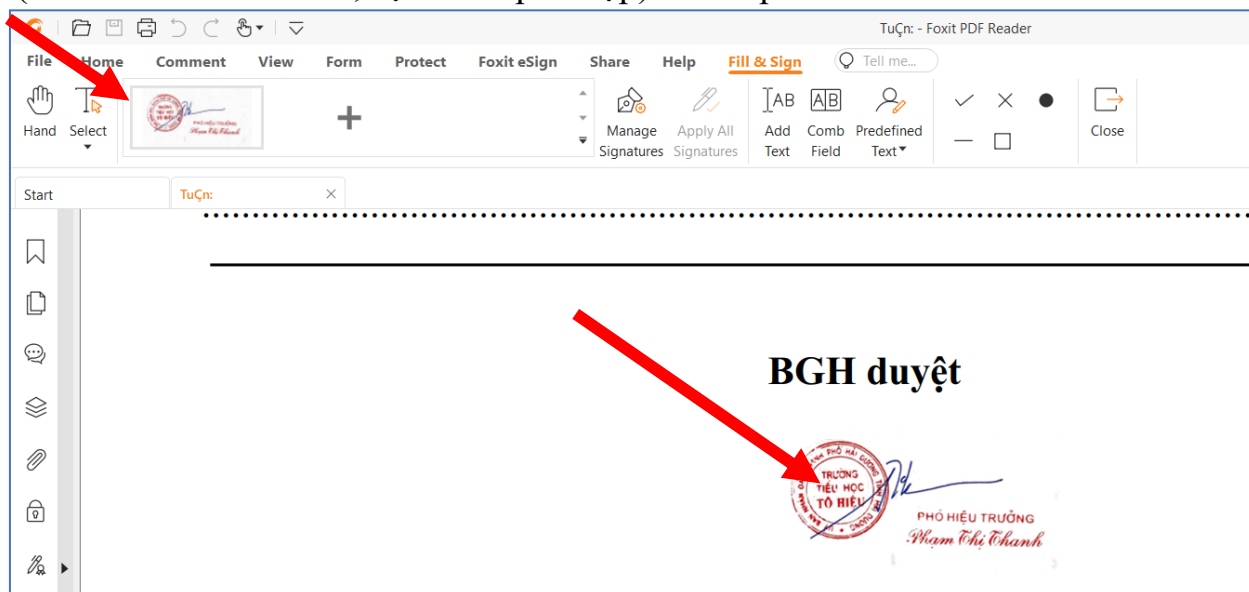 TuÇn: - Foxit PDF Reader
File Home Comment View Form Protect Foxit eSign Share Help Fill & Sign Tell me...
Hand Select Manage Signatures Apply All Signatures Add Text Comb Field Predefined Text Close
Start TuÇn:
BGH duyệt
TRƯỜNG
TIỂU HỌC
TÔ HIỆU
PHÓ HIỆU TRƯỞNG
Phạm Thị Thanh